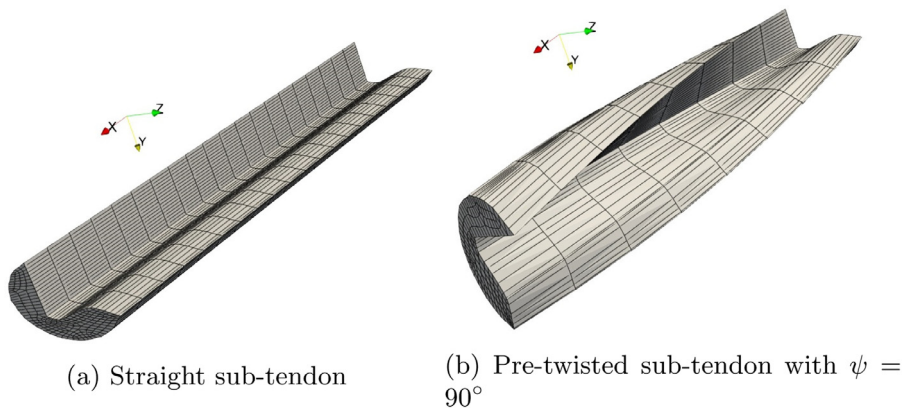 X
Z
Y
X
Z
Y
(a) Straight sub-tendon
(b) Pre-twisted sub-tendon with ψ =
90°